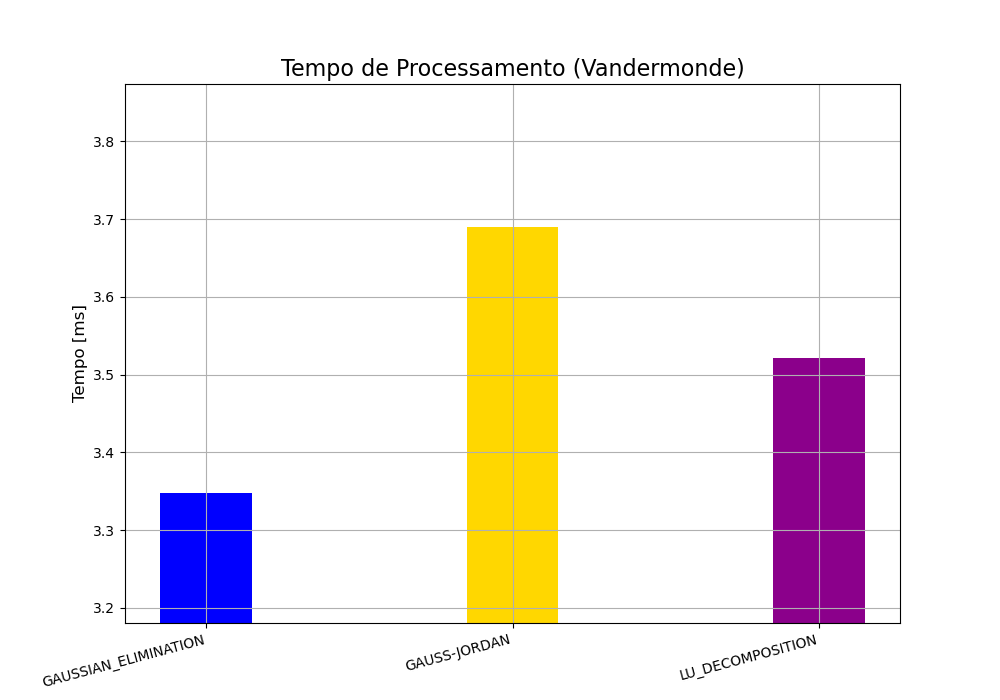 Tempo de Processamento (Vandermonde)
Tempo [ms]
3.8
3.7
3.6
3.5
3.4
3.3
3.2
GAUSSIAN_ELIMINATION
GAUSS-JORDAN
LU_DECOMPOSITION